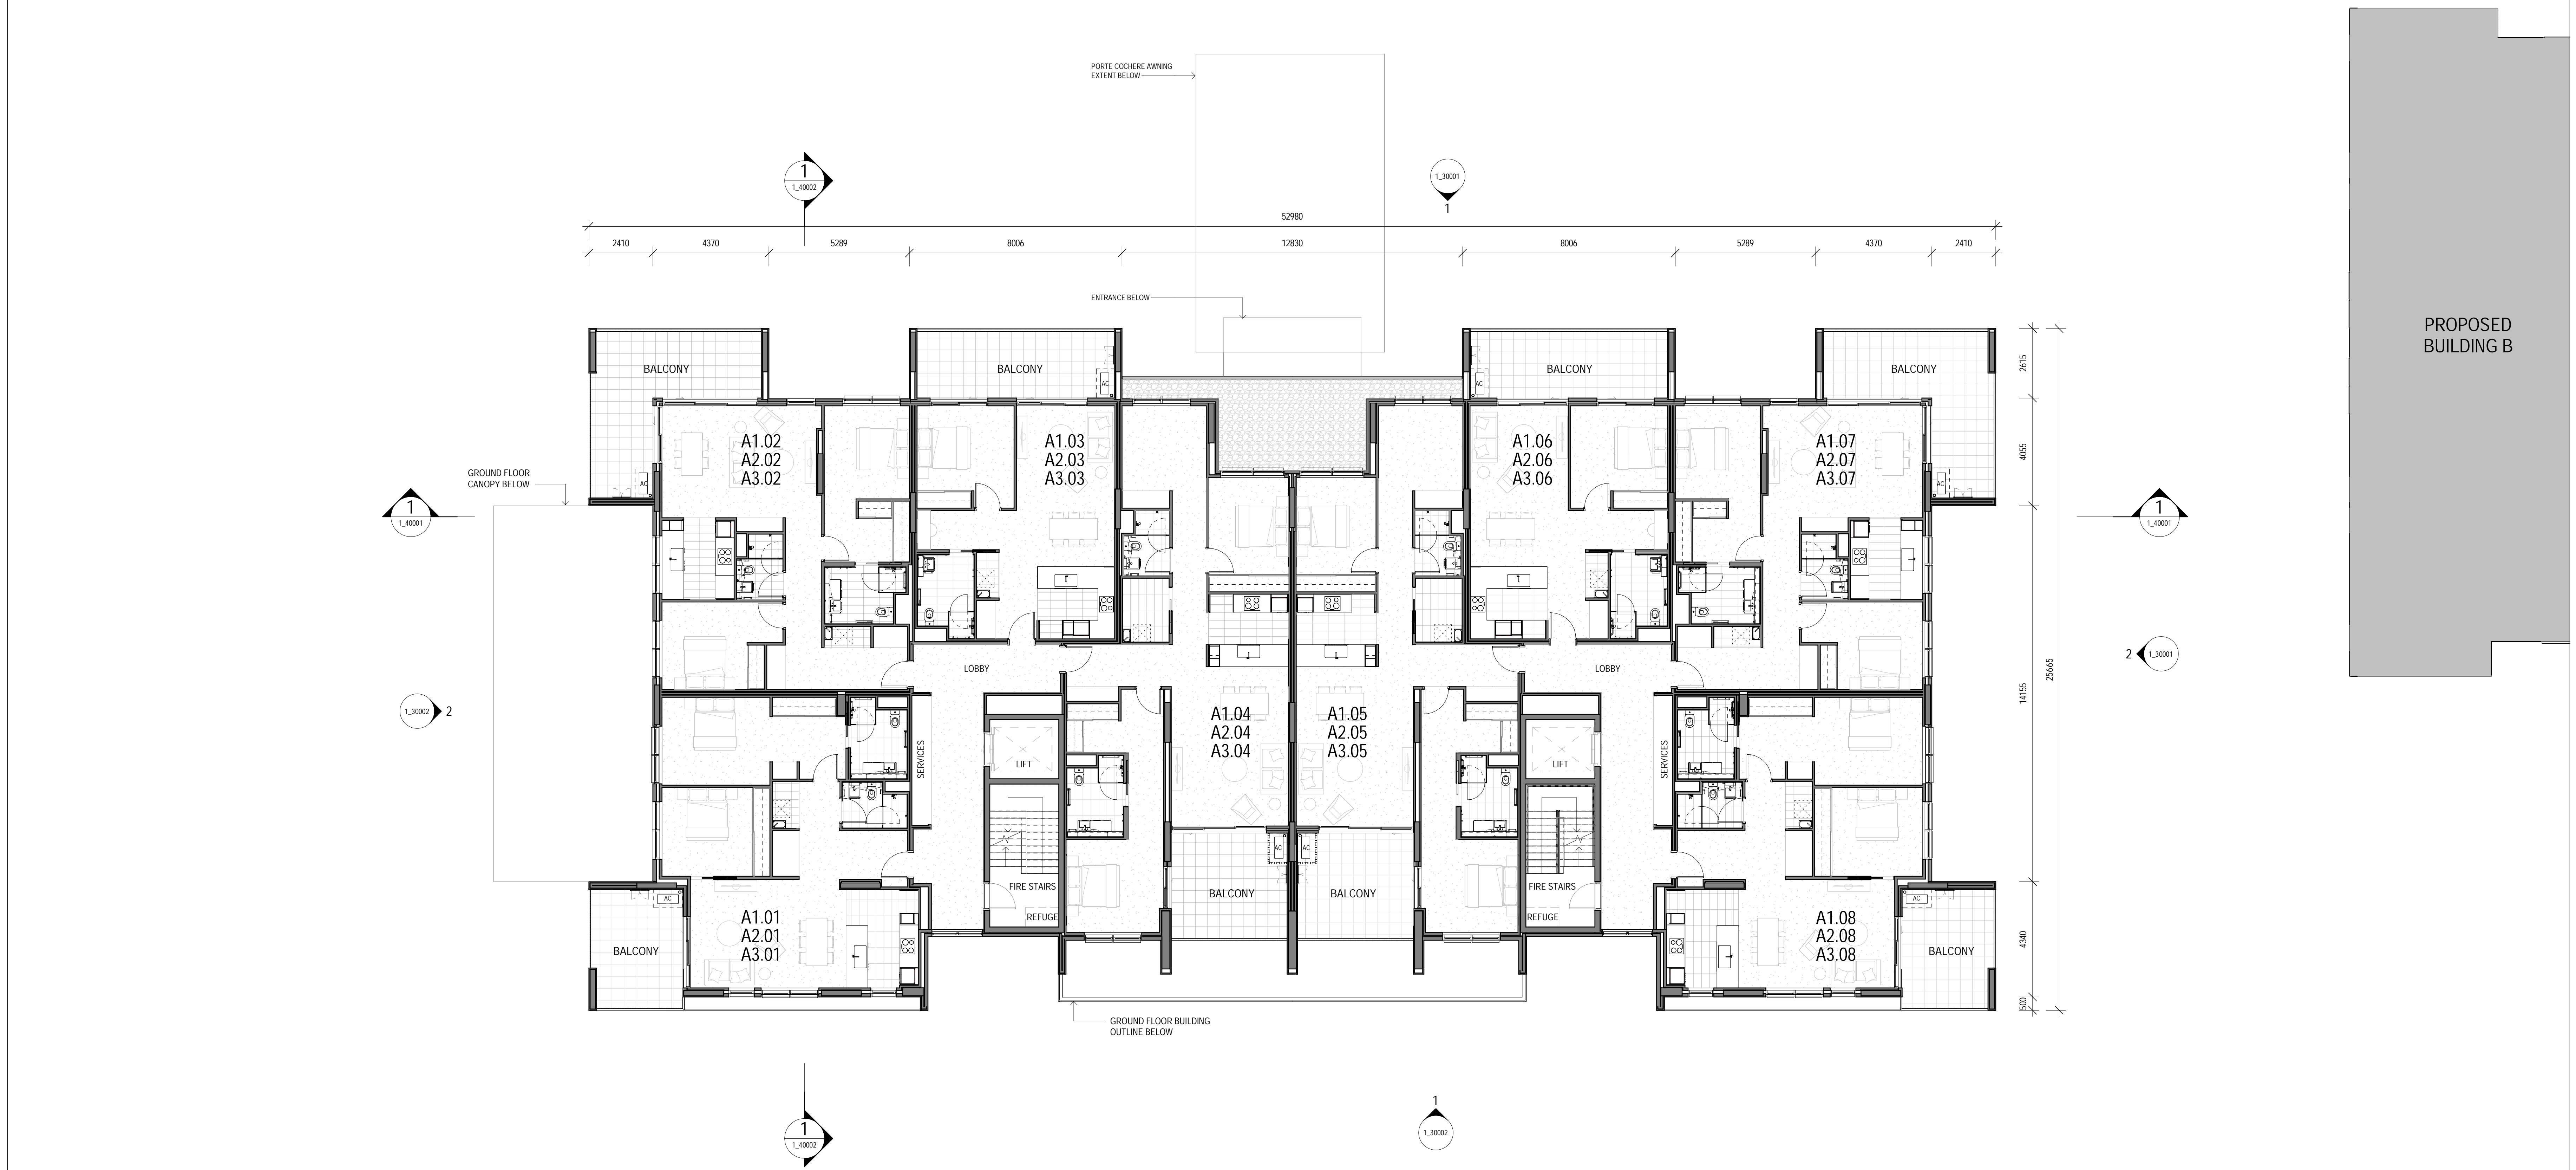 PORTE COCHERE AWNING
EXTENT BELOW
1
1_40002
1_30001
1
52980
2410
4370
5289
8006
12830
8006
5289
4370
2410
ENTRANCE BELOW
PROPOSED
BUILDING B
BALCONY
BALCONY
BALCONY
BALCONY
2615
AC
AC
A1.02
A2.02
A3.02
A1.03
A2.03
A3.03
A1.06
A2.06
A3.06
A1.07
A2.07
A3.07
4055
GROUND FLOOR
CANOPY BELOW
AC
AC
1
1_40001
1
1_40001
LOBBY
LOBBY
2
1_30001
25665
14155
1_30002
2
A1.04
A2.04
A3.04
A1.05
A2.05
A3.05
SERVICES
LIFT
LIFT
SERVICES
AC
AC
FIRE STAIRS
REFUGE
BALCONY
BALCONY
FIRE STAIRS
REFUGE
AC
AC
A1.01
A2.01
A3.01
BALCONY
A1.08
A2.08
A3.08
BALCONY
4340
500
GROUND FLOOR BUILDING
OUTLINE BELOW
1
1_40002
1
1_30002